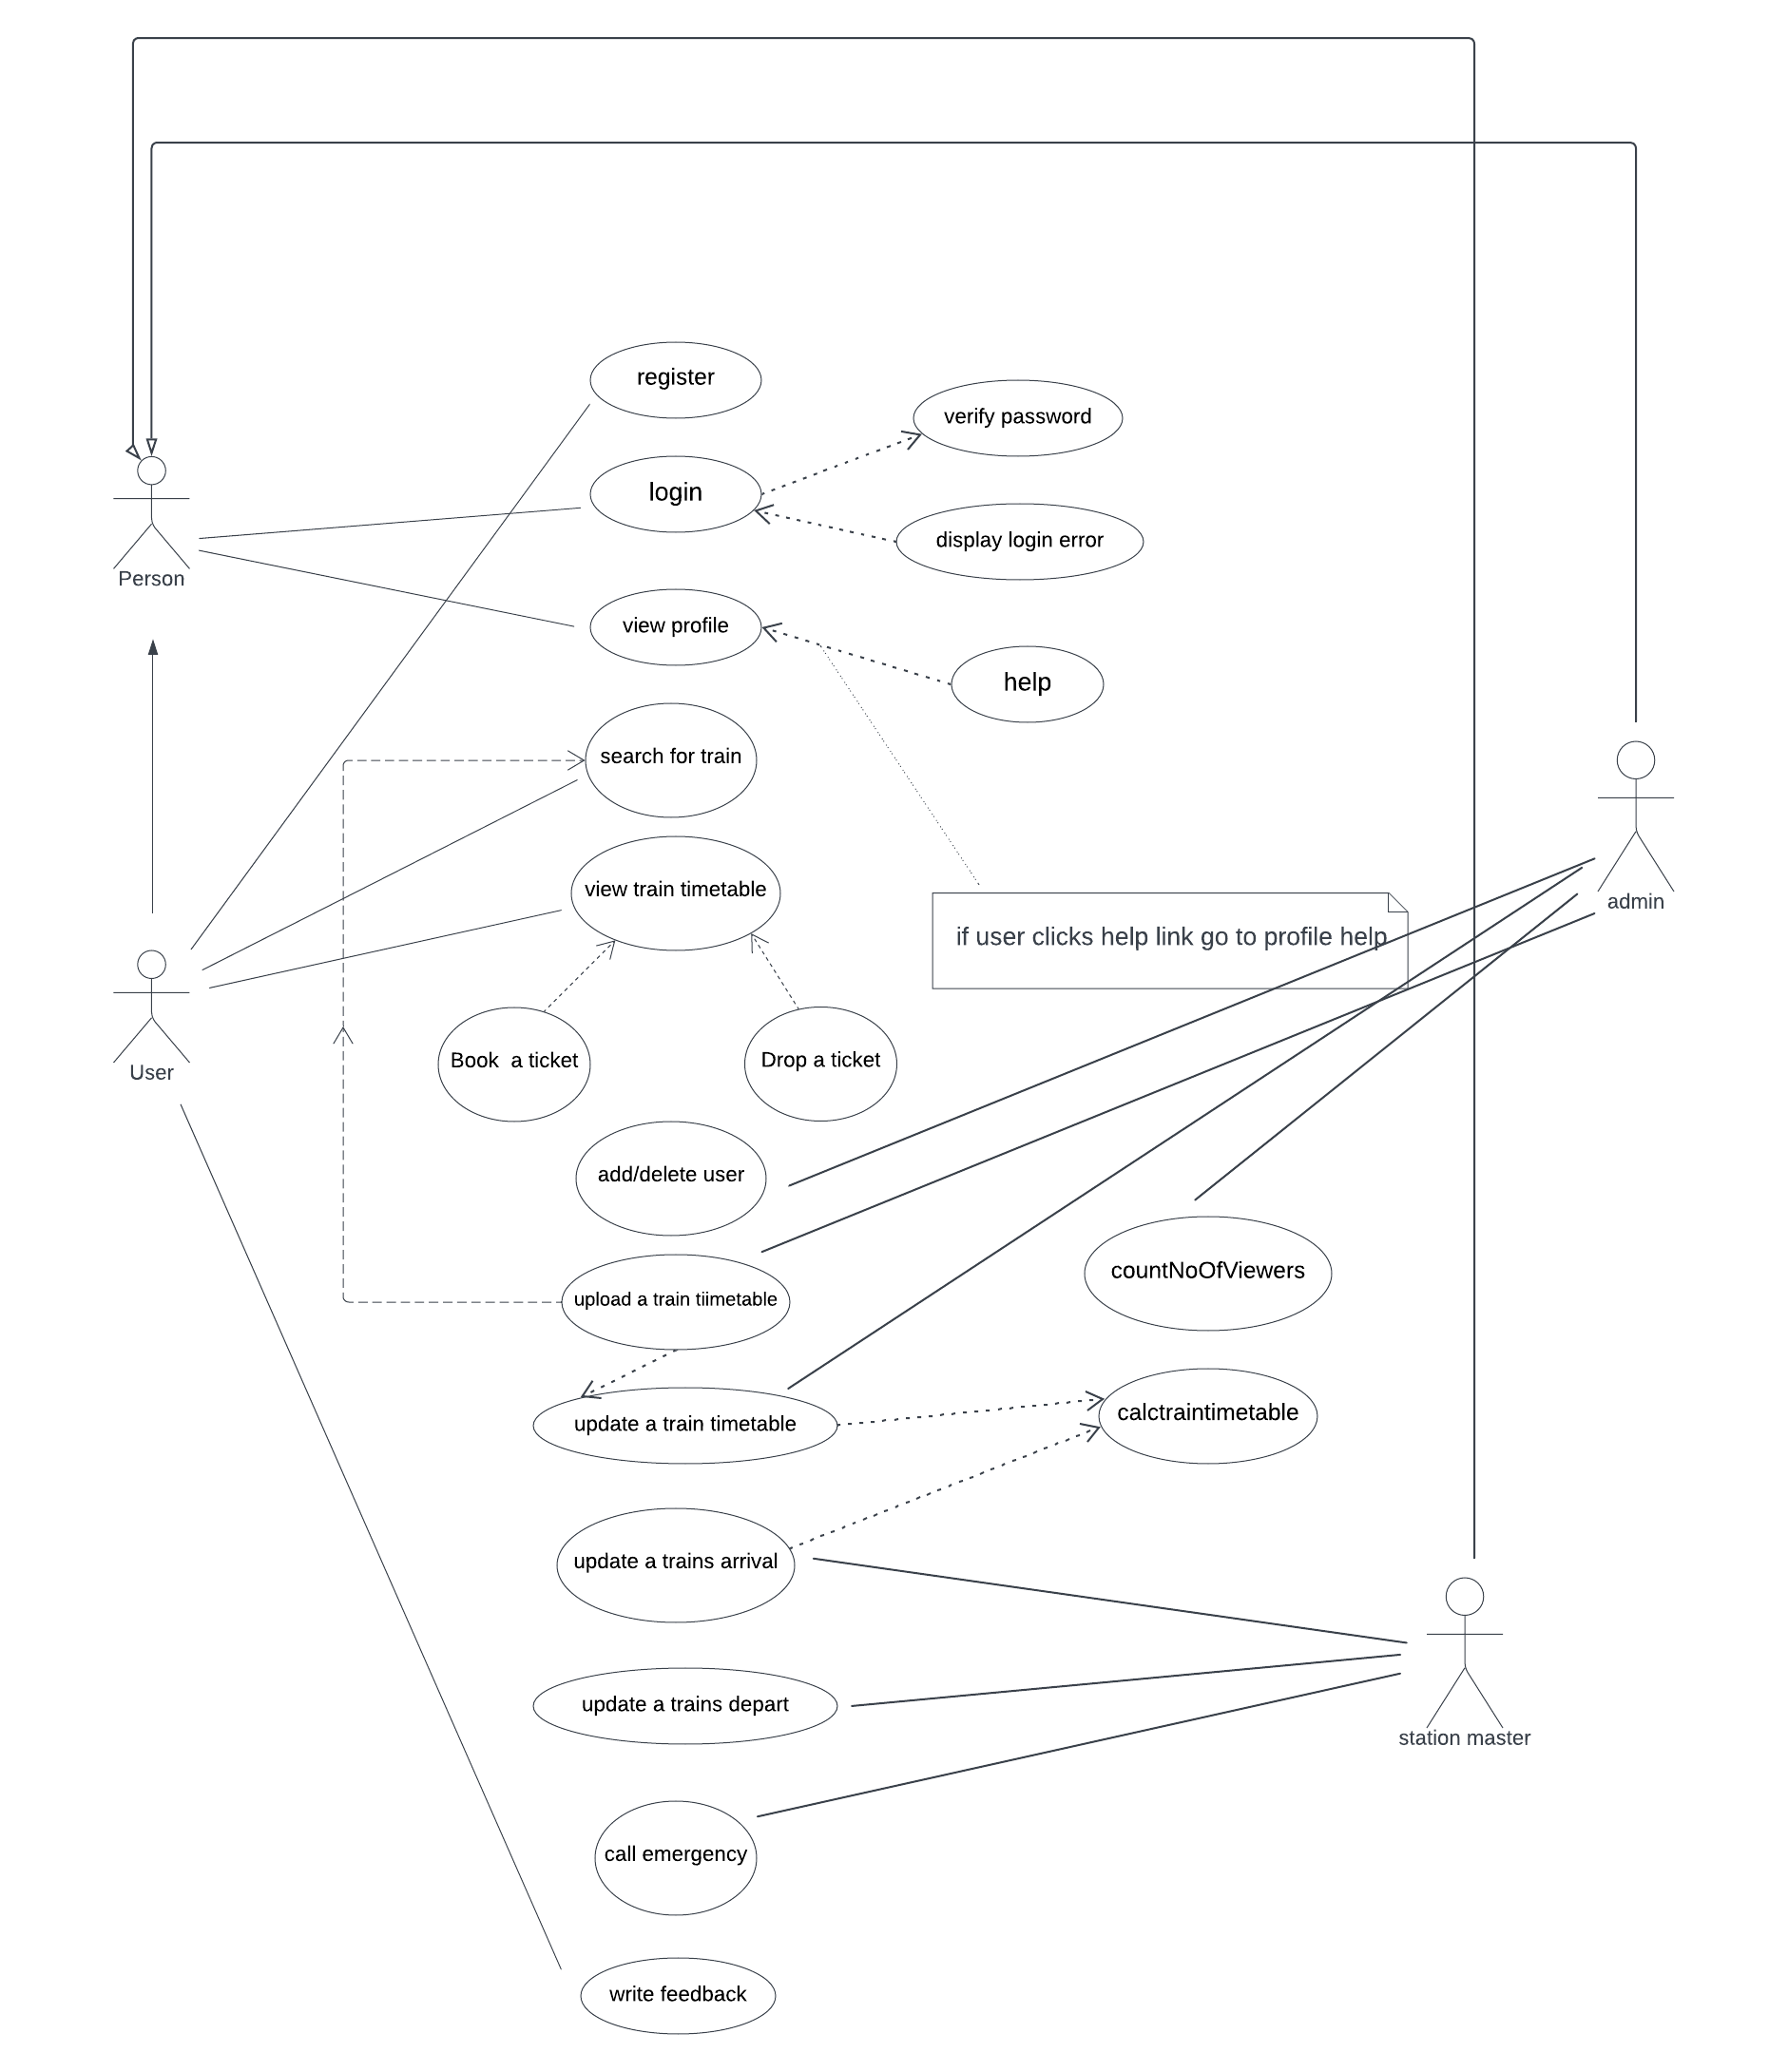 register
verify password
login
display login error
Person
view profile
help
search for train
view train timetable
admin
if user clicks help link go to profile help
Book  a ticket
Drop a ticket
User
add/delete user
countNoOfViewers
upload a train tiimetable
calctraintimetable
update a train timetable
update a trains arrival
update a trains depart
station master
call emergency
write feedback